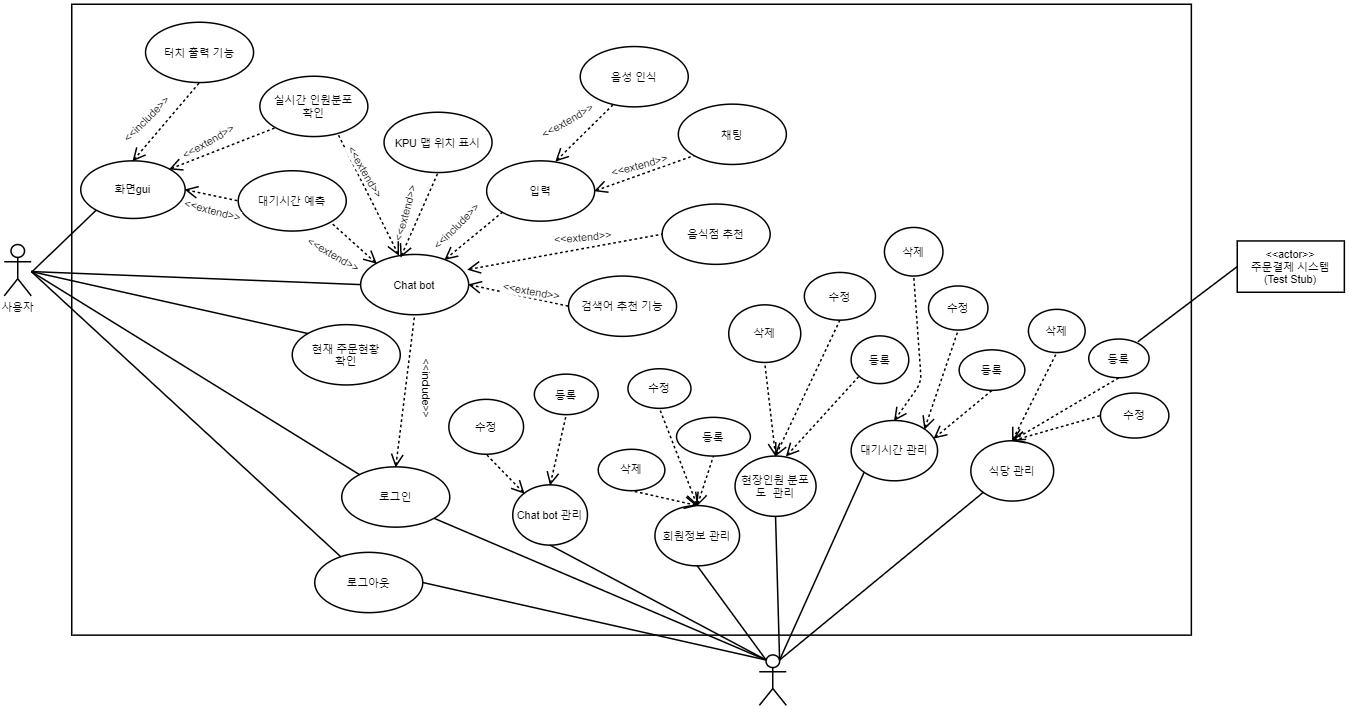 터치 출력 기능
<<include>>
실시간 인원분포
확인
<<extend>>
<<extend>>
KPU 맵 위치 표시
<<extend>>
음성 인식
<<extend>>
채팅
<<extend>>
화면gui
대기시간 예측
<<extend>>
<<extend>>
입력
<<include>>
음식점 추천
<<extend>>
Chat bot
검색어 추천 기능
<<extend>>
사용자
현재 주문현황
확인
<<include>>
로그인
로그아웃
수정
등록
Chat bot 관리
수정
등록
삭제
회원정보 관리
삭제
수정
등록
현장인원 분포
도 관리
삭제
수정
등록
대기시간 관리
삭제
등록
수정
식당 관리
<<actor>>
주문결제 시스템
(Test Stub)